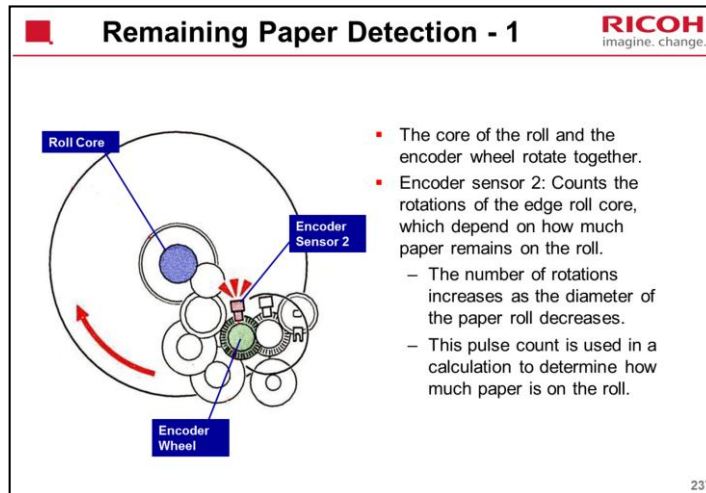 Remaining Paper Detection - 1
RICOH
imagine. change.
Roll Core
Encoder
Sensor 2
Encoder
Wheel
▪ The core of the roll and the
encoder wheel rotate together.
▪ Encoder sensor 2: Counts the
rotations of the edge roll core,
which depend on how much
paper remains on the roll.
– The number of rotations
increases as the diameter of
the paper roll decreases.
– This pulse count is used in a
calculation to determine how
much paper is on the roll.